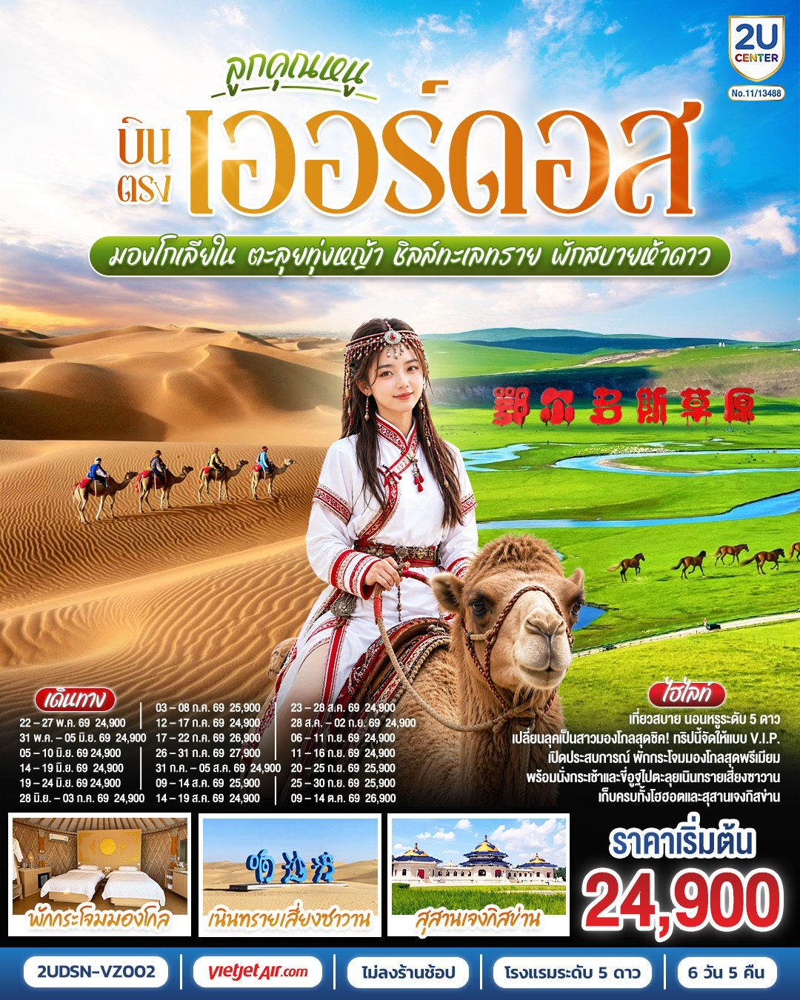 2U
CENTER
No.11/13488
ลูกคุณหนู
บินตรง
เออร์ดอส
มองโกเลียใน ตะลุยทุ่งหญ้า ชิลล์ทะเลทราย พักสบายห้าดาว
鄂尔多斯草原
เดินทาง
22 – 27 พ.ค. 69 24,900
31 พ.ค. – 05 มิ.ย. 69 24,900
05 – 10 มิ.ย. 69 24,900
14 – 19 มิ.ย. 69 24,900
19 – 24 มิ.ย. 69 24,900
28 มิ.ย. – 03 ก.ค. 69 24,900
03 – 08 ก.ค. 69 25,900
12 – 17 ก.ค. 69 24,900
17 – 22 ก.ค. 69 26,900
26 – 31 ก.ค. 69 27,900
31 ก.ค. – 05 ส.ค. 69 24,900
09 – 14 ส.ค. 69 25,900
14 – 19 ส.ค. 69 24,900
23 – 28 ส.ค. 69 24,900
28 ส.ค. – 02 ก.ย. 69 24,900
06 – 11 ก.ย. 69 24,900
11 – 16 ก.ย. 69 24,900
20 – 25 ก.ย. 69 25,900
25 – 30 ก.ย. 69 25,900
09 – 14 ต.ค. 69 26,900
ไฮไลท์
เที่ยวสบาย นอนหรูระดับ 5 ดาว
เปลี่ยนลุคเป็นสาวมองโกลสุดชิค! ทริปนี้จัดให้แบบ V.I.P.
เปิดประสบการณ์ พักกระโจมมองโกลสุดพรีเมียม
พร้อมนั่งกระเช้าและขี่อูฐไปตะลุยเนินทรายเสี่ยงซาวาน
เก็บครบทั้งโฮฮอตและสุสานเจงกิสข่าน
พักกระโจมมองโกล
响沙湾
เนินทรายเสี่ยงซาวาน
สุสานเจงกิสข่าน
ราคาเริ่มต้น
24,900
2UDSN-VZ002
vietjetAir.com
ไม่ลงร้านช้อป
โรงแรมระดับ 5 ดาว
6 วัน 5 คืน